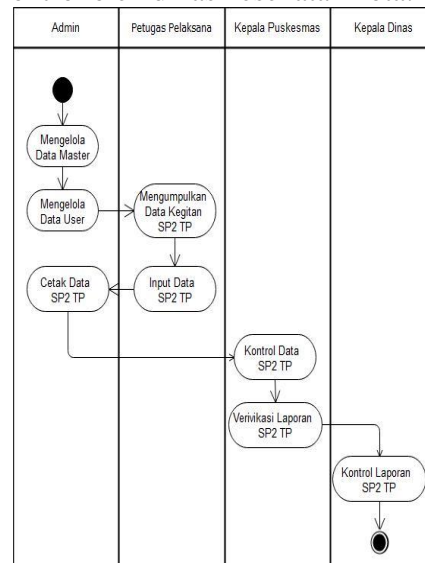 Admin
Petugas Pelaksana
Kepala Puskesmas
Kepala Dinas
Mengelola
Data Master
Mengelola
Data User
Mengumpulkan
Data Kegitan
SP2 TP
Cetak Data
SP2 TP
Input Data
SP2 TP
Kontrol Data
SP2 TP
Verivikasi Laporan
SP2 TP
Kontrol Laporan
SP2 TP